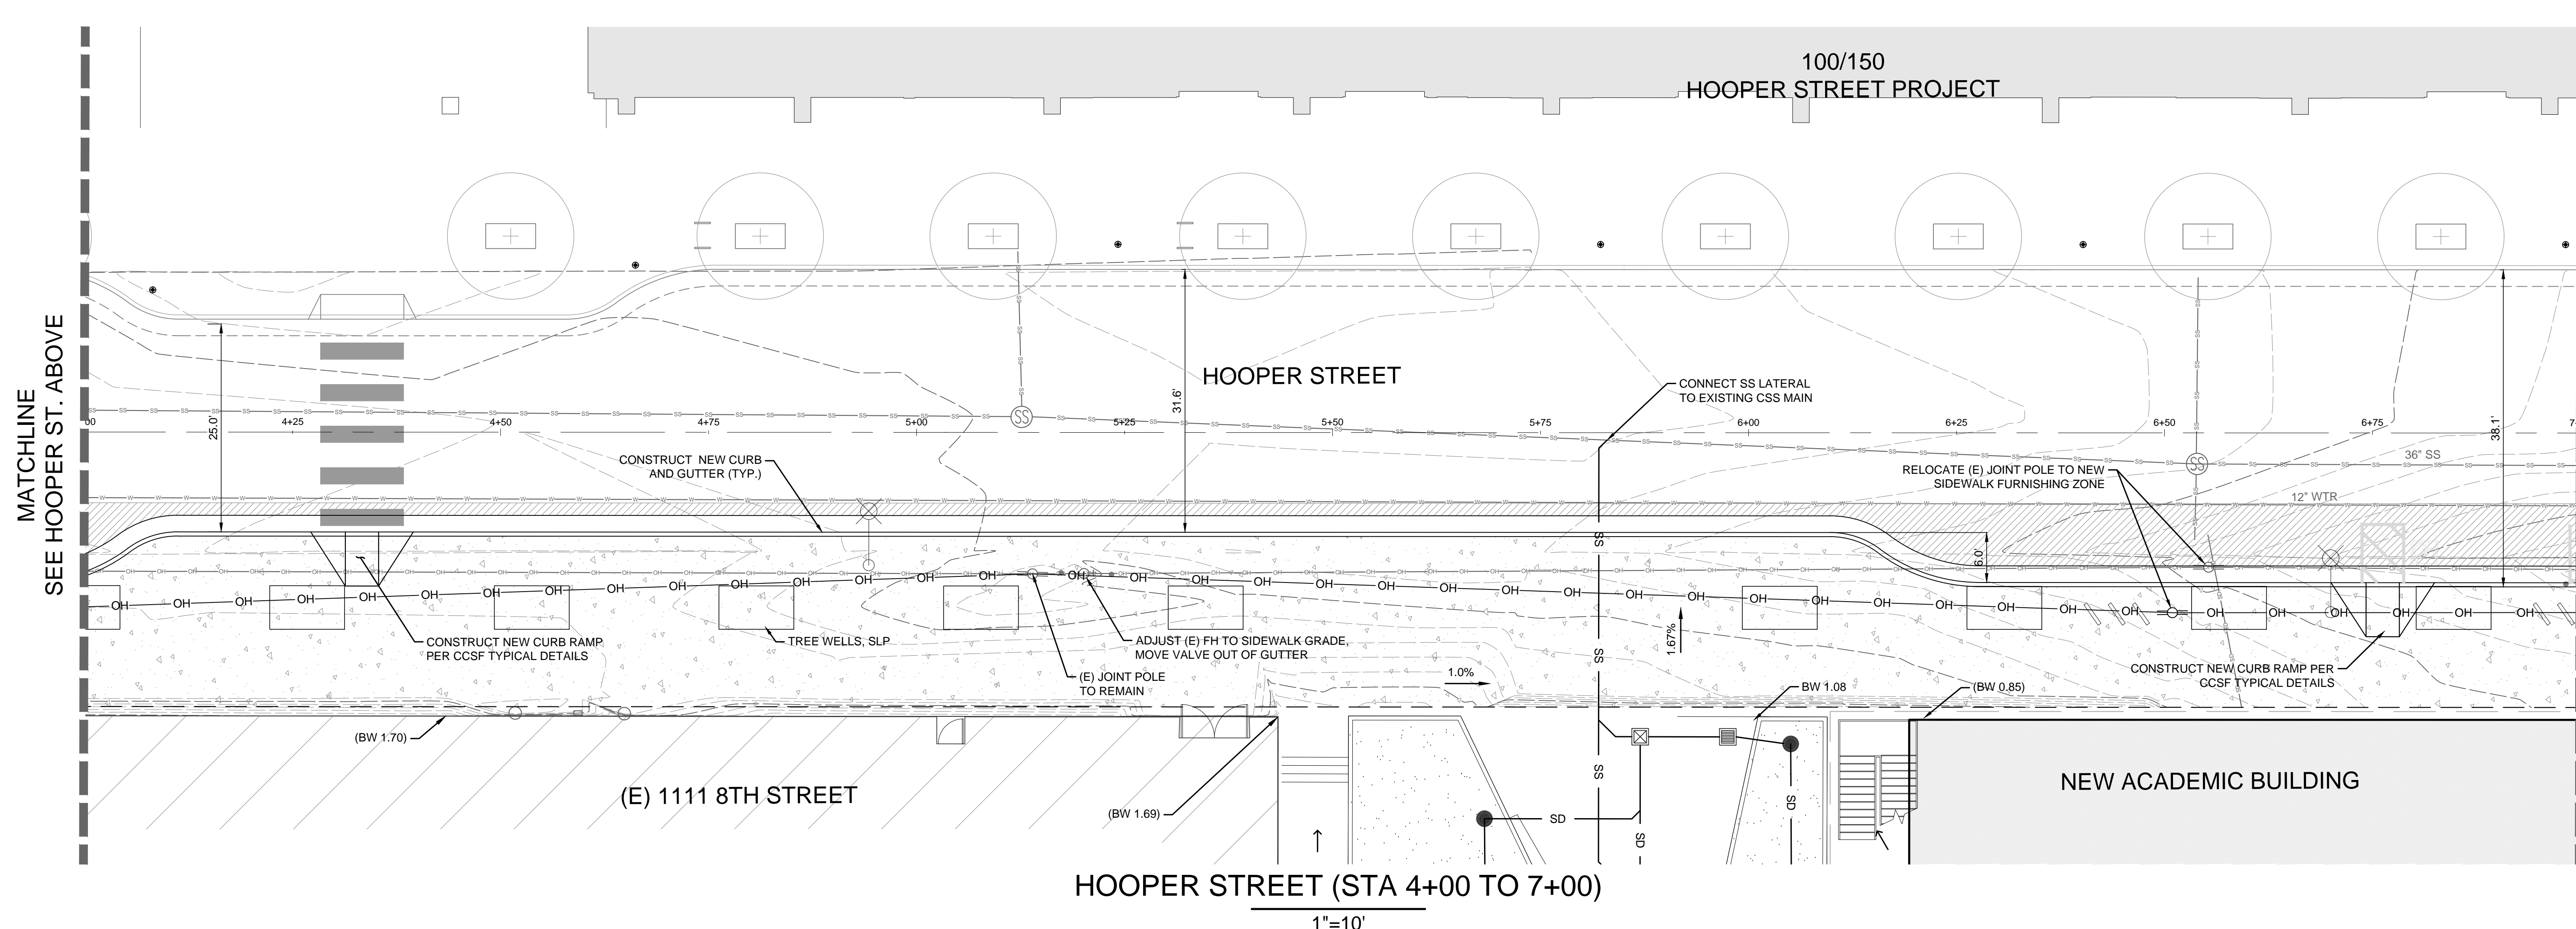 100/150
HOOPER STREET PROJECT
MATCHLINE
SEE HOOPER ST. ABOVE
25.0'
31.6'
38.1'
HOOPER STREET
CONNECT SS LATERAL
TO EXISTING CSS MAIN
00
4+25
4+50
4+75
5+00
5+25
5+50
5+75
6+00
6+25
6+50
6+75
7+
SS
SS
36" SS
12" WTR
CONSTRUCT NEW CURB
AND GUTTER (TYP.)
RELOCATE (E) JOINT POLE TO NEW
SIDEWALK FURNISHING ZONE
6.0'
OH
SS
CONSTRUCT NEW CURB RAMP
PER CCSF TYPICAL DETAILS
TREE WELLS, SLP
ADJUST (E) FH TO SIDEWALK GRADE,
MOVE VALVE OUT OF GUTTER
(E) JOINT POLE
TO REMAIN
1.0%
1.67%
CONSTRUCT NEW CURB RAMP PER
CCSF TYPICAL DETAILS
BW 1.08
(BW 0.85)
(BW 1.70)
(BW 1.69)
(E) 1111 8TH STREET
NEW ACADEMIC BUILDING
SS
SD
SD
SD
HOOPER STREET (STA 4+00 TO 7+00)
1"=10'